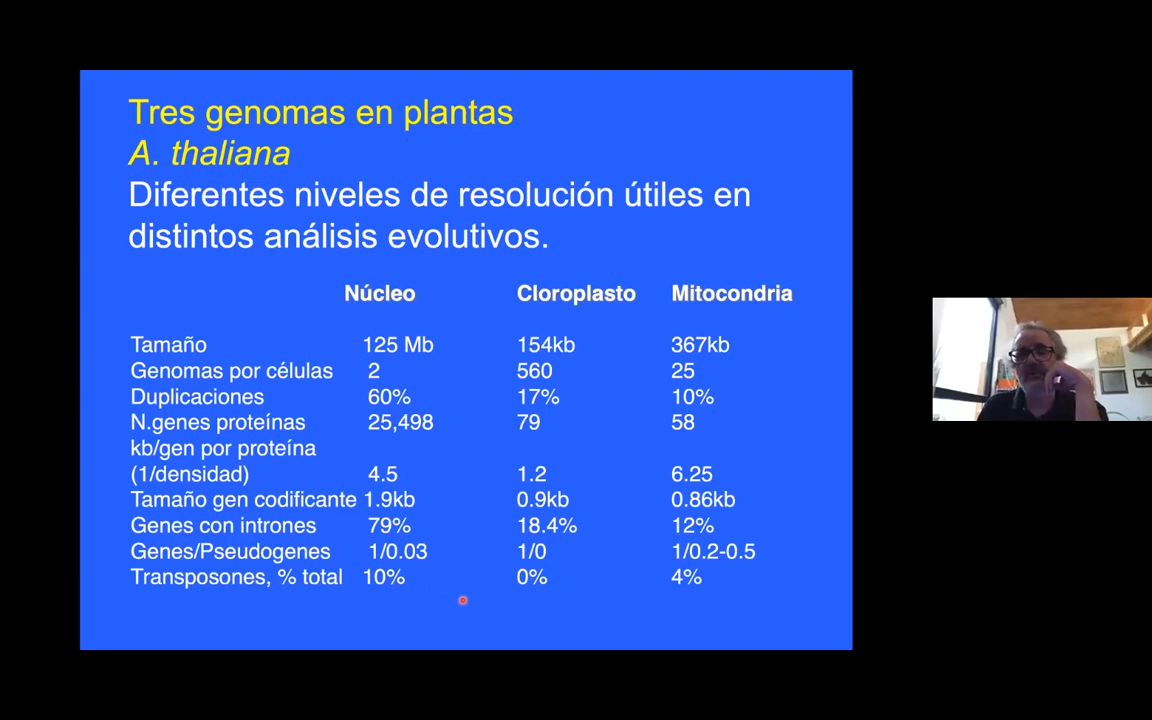 Tres genomas en plantas
A. thaliana
Diferentes niveles de resolución útiles en
distintos análisis evolutivos.
Núcleo Cloroplasto Mitocondria
Tamaño 125 Mb 154kb 367kb
Genomas por células 2 560 25
Duplicaciones 60% 17% 10%
N.genes proteínas 25,498 79 58
kb/gen por proteína
(1/densidad) 4.5 1.2 6.25
Tamaño gen codificante 1.9kb 0.9kb 0.86kb
Genes con intrones 79% 18.4% 12%
Genes/Pseudogenes 1/0.03 1/0 1/0.2-0.5
Transposones, % total 10% 0% 4%